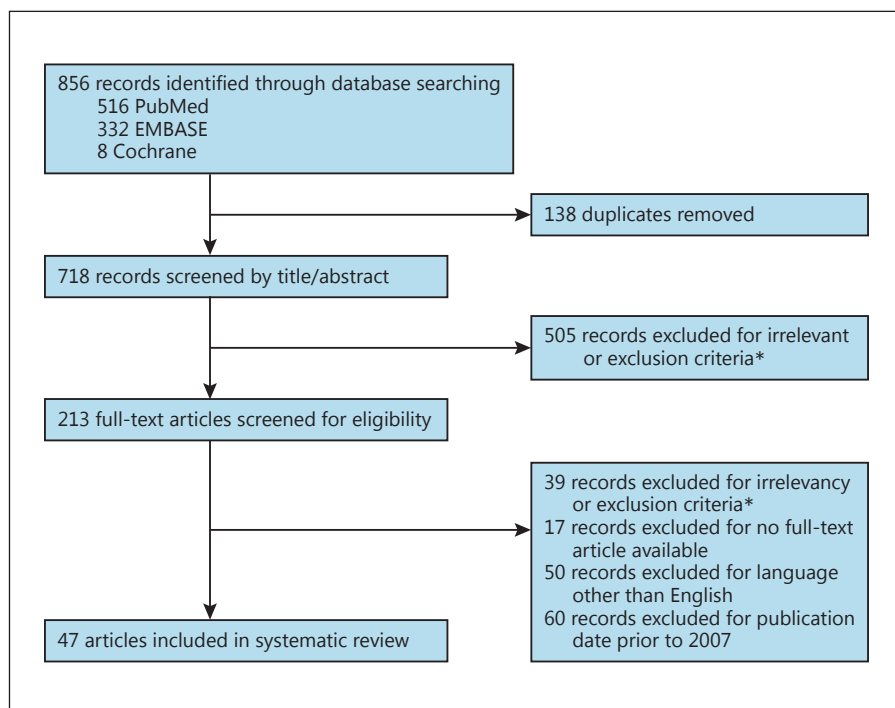 856 records identified through database searching
516 PubMed
332 EMBASE
8 Cochrane
138 duplicates removed
718 records screened by title/abstract
505 records excluded for irrelevant
or exclusion criteria*
213 full-text articles screened for eligibility
39 records excluded for irrelevancy
or exclusion criteria*
17 records excluded for no full-text
article available
50 records excluded for language
other than English
60 records excluded for publication
date prior to 2007
47 articles included in systematic review